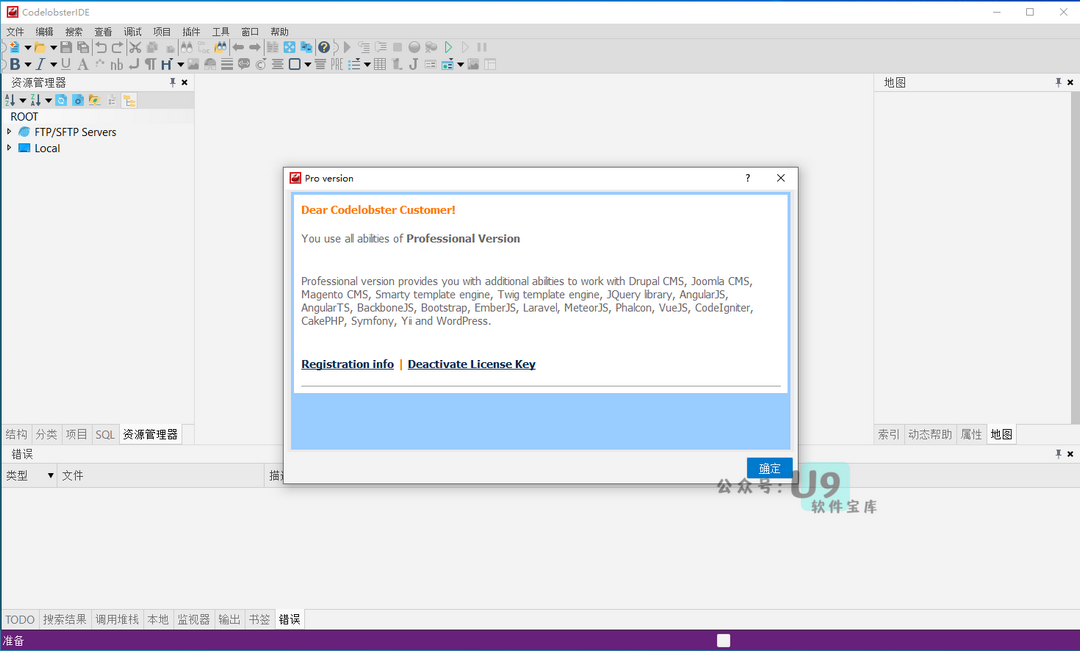 CodelobsterIDE
文件 编辑 搜索 查看 调试 项目 插件 工具 窗口 帮助
B I U A nb H PRE J
资源管理器
地图
ROOT
FTP/SFTP Servers
Local
Pro version
Dear Codelobster Customer!
You use all abilities of Professional Version
Professional version provides you with additional abilities to work with Drupal CMS, Joomla CMS,
Magento CMS, Smarty template engine, Twig template engine, JQuery library, AngularJS,
AngularTS, BackboneJS, Bootstrap, EmberJS, Laravel, MeteorJS, Phalcon, VueJS, CodeIgniter,
CakePHP, Symfony, Yii and WordPress.
Registration info | Deactivate License Key
确定
结构 分类 项目 SQL 资源管理器
索引 动态帮助 属性 地图
错误
类型 文件
公众号：U9
软件宝库
TODO 搜索结果 调用堆栈 本地 监视器 输出 书签 错误
准备